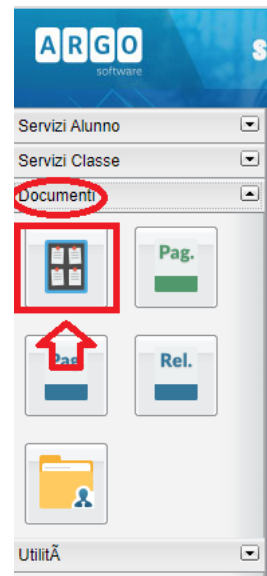 ARGO
software
S
Servizi Alunno
Servizi Classe
Documenti
Pag.
Pag.
Rel.
UtilitÃ